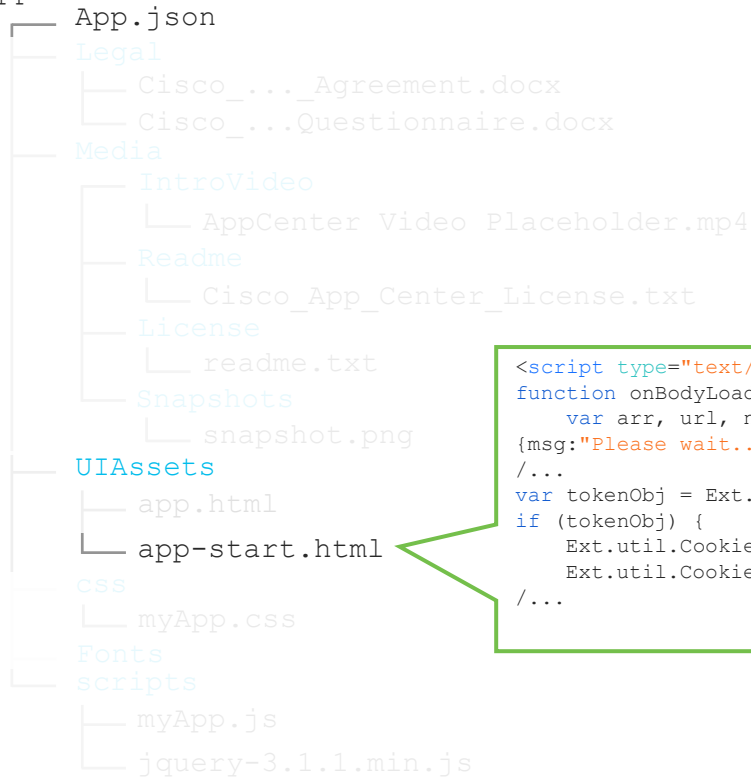 App.json
Legal
Cisco_..._Agreement.docx
Cisco_...Questionnaire.docx
Media
IntroVideo
AppCenter Video Placeholder.mp4
Readme
Cisco_App_Center_License.txt
License
readme.txt
Snapshots
snapshot.png
UIAssets
app.html
app-start.html
css
myApp.css
Fonts
scripts
myApp.js
jquery-3.1.1.min.js
<script type="text/
function onBodyLoad
var arr, url, n
{msg:"Please wait..
/...
var tokenObj = Ext.
if (tokenObj) {
Ext.util.Cookie
Ext.util.Cookie
/...